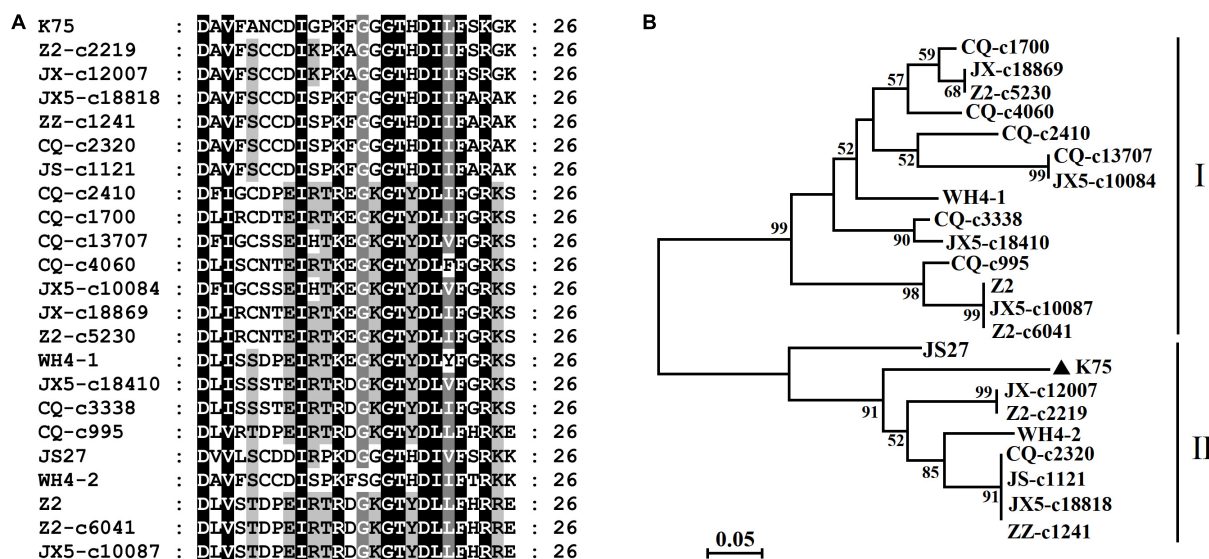 A
K75 : DAVFANCDIGPKFGGGTHDILFSKGK : 26
Z2-c2219 : DAVFSCCDIKPKAGGGTHDIIFSRGK : 26
JX-c12007 : DAVFSCCDIKPKAGGGTHDIIFSRGK : 26
JX5-c18818 : DAVFSCCDISPKFGGGTHDIIFARAK : 26
ZZ-c1241 : DAVFSCCDISPKFGGGTHDIIFARAK : 26
CQ-c2320 : DAVFSCCDISPKFGGGTHDIIFARAK : 26
JS-c1121 : DAVFSCCDISPKFGGGTHDIIFARAK : 26
CQ-c2410 : DFIGCDPEIRTREGKGTYDLIFGRKS : 26
CQ-c1700 : DLIRCDTEIRTKEGKGTYDLIFGRKS : 26
CQ-c13707 : DFIGCSSEIHTKEGKGTYDLVFGRKS : 26
CQ-c4060 : DLISCNTEIRTKEGKGTYDLFFGRKS : 26
JX5-c10084 : DFIGCSSEIHTKEGKGTYDLVFGRKS : 26
JX-c18869 : DLIRCNTEIRTKEGKGTYDLIFGRKS : 26
Z2-c5230 : DLIRCNTEIRTKEGKGTYDLIFGRKS : 26
WH4-1 : DLISSDPEIRTKEGKGTYDLYFGRKS : 26
JX5-c18410 : DLISSSTEIRTRDGKGTYDLVFGRKS : 26
CQ-c3338 : DLISSSTEIRTRDGKGTYDLIFGRKS : 26
CQ-c995 : DLVRTDPEIRTRDGKGTYDLLFHRKE : 26
JS27 : DVVLSCDDIRPKDGGGTHDIVFSRKK : 26
WH4-2 : DAVFSCCDISPKFSGGTHDIIFTRKK : 26
Z2 : DLVSTDPEIRTRDGKGTYDLLFHRRE : 26
Z2-c6041 : DLVSTDPEIRTRDGKGTYDLLFHRRE : 26
JX5-c10087 : DLVSTDPEIRTRDGKGTYDLLFHRRE : 26
B
CQ-c1700
59
JX-c18869
57
68
Z2-c5230
CQ-c4060
CQ-c2410
52
52
CQ-c13707
99
JX5-c10084
I
WH4-1
CQ-c3338
99
90
JX5-c18410
CQ-c995
Z2
98
JX5-c10087
99
Z2-c6041
JS27
K75
JX-c12007
99
Z2-c2219
91
WH4-2
52
II
CQ-c2320
85
JS-c1121
91
JX5-c18818
ZZ-c1241
0.05